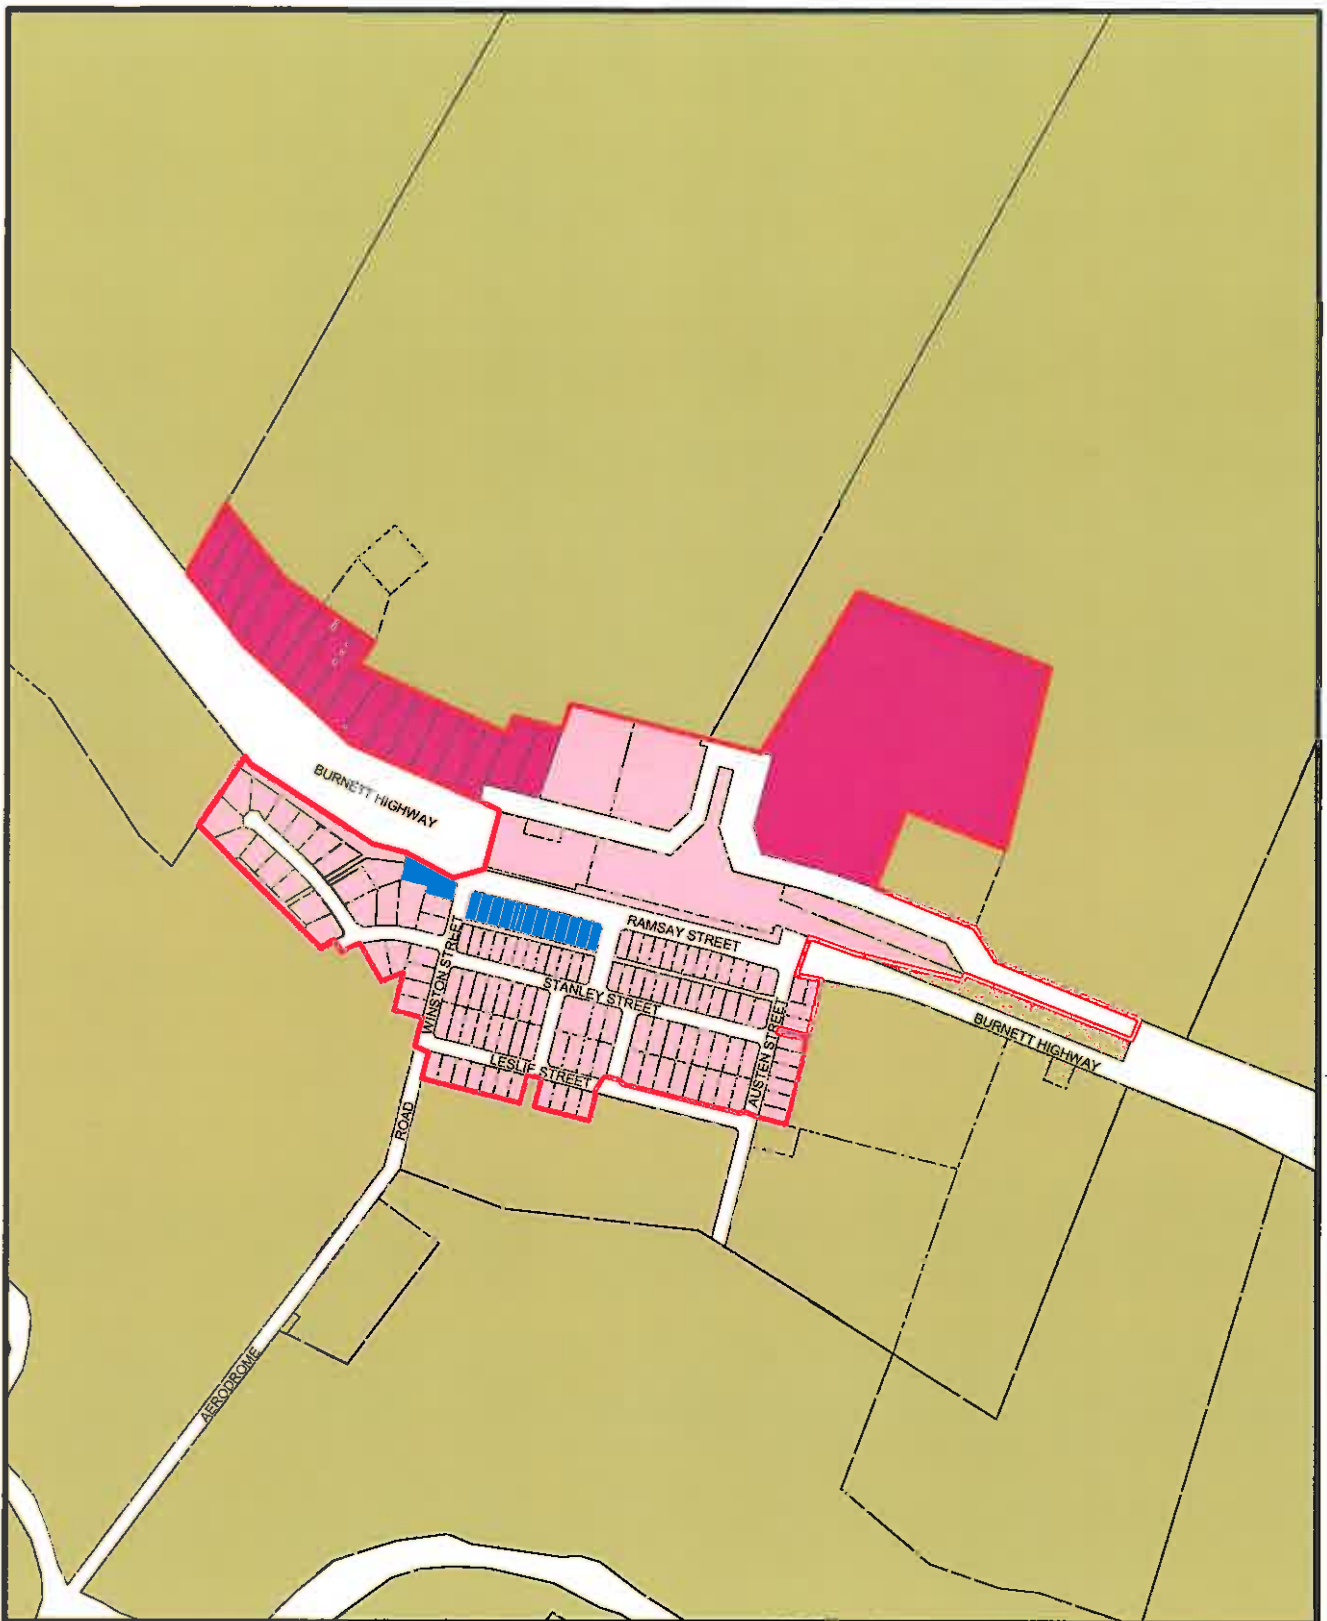 BURNETT HIGHWAY
RAMSAY STREET
WINSTON STREET
STANLEY STREET
BURNETT HIGHWAY
LESLIE STREET
AUSTEN STREET
ROAD
AERODROME